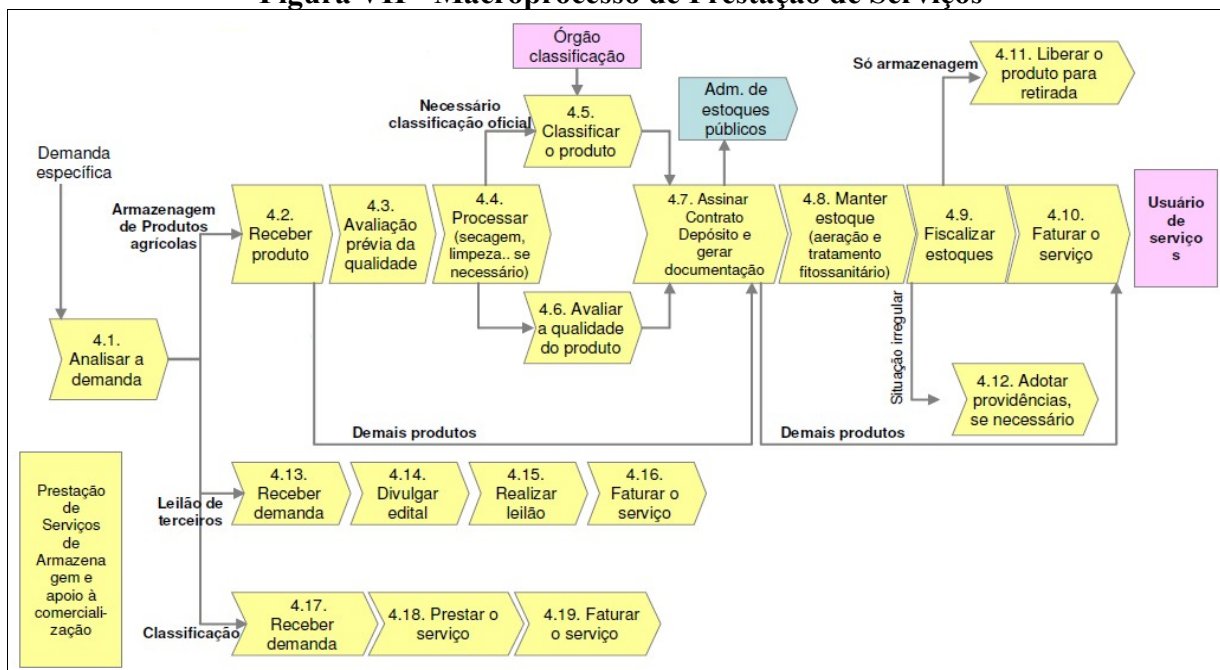 Figura VII - Macroprocesso de Prestação de Serviços
Órgão
classificação
4.11. Liberar o
produto para
retirada
Só armazenagem
Adm. de
estoques
públicos
Necessário
classificação oficial
4.5.
Classificar
o produto
Demanda
específica
Armazenagem
de Produtos
agrícolas
4.2.
Receber
produto
4.3.
Avaliação
prévia da
qualidade
4.4.
Processar
(secagem,
limpeza.. se
necessário)
4.7. Assinar
Contrato
Depósito e
gerar
documentação
4.8. Manter
estoque
(aeração e
tratamento
fitossanitário)
4.9.
Fiscalizar
estoques
4.10.
Faturar o
serviço
Usuário
de
serviço
s
4.6. Avaliar
a qualidade
do produto
4.1.
Analisar a
demanda
Situação irregular
4.12. Adotar
providências,
se necessário
Demais produtos
Demais produtos
Prestação
de
Serviços
de
Armazena
gem e
apoio à
comerciali-
zação
Leilão de
terceiros
4.13.
Receber
demanda
4.14.
Divulgar
edital
4.15.
Realizar
leilão
4.16.
Faturar o
serviço
Classificação
4.17.
Receber
demanda
4.18. Prestar o
serviço
4.19. Faturar
o serviço